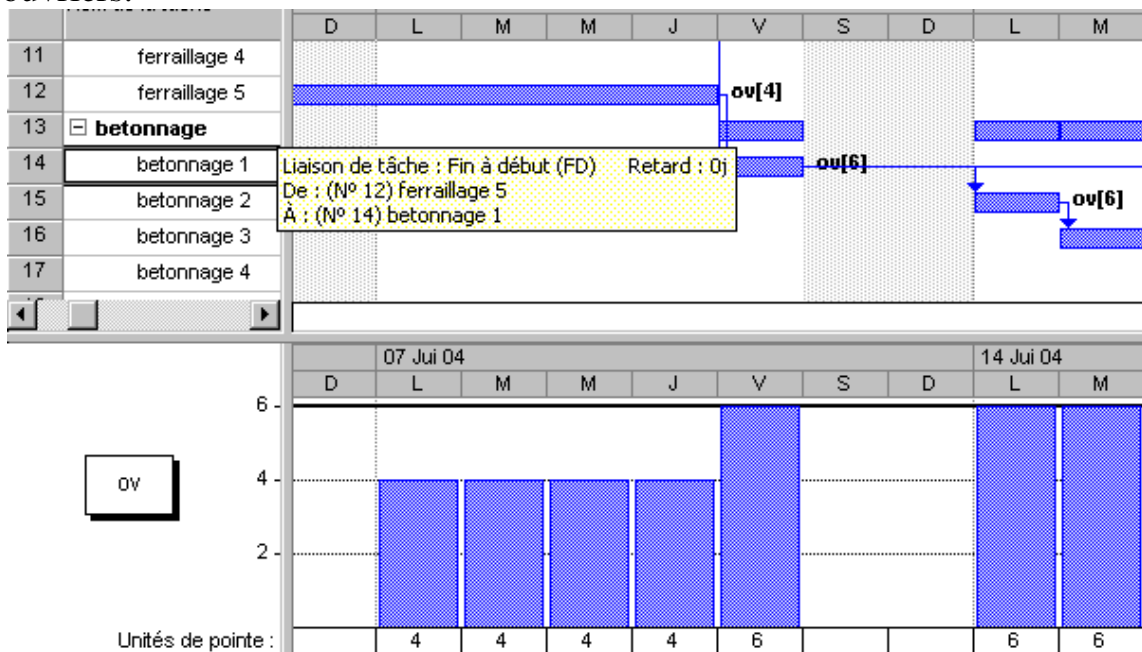 ouvriers.
D L M M J V S D L M
11 ferraillage 4
12 ferraillage 5 ov[4]
13 betonnage
14 betonnage 1 ov[6]
Liaison de tâche : Fin à début (FD) Retard : 0j
De : (Nº 12) ferraillage 5
À : (Nº 14) betonnage 1
15 betonnage 2 ov[6]
16 betonnage 3
17 betonnage 4
07 Jui 04 14 Jui 04
D L M M J V S D L M
6
ov
4
2
Unités de pointe : 4 4 4 4 6 6 6